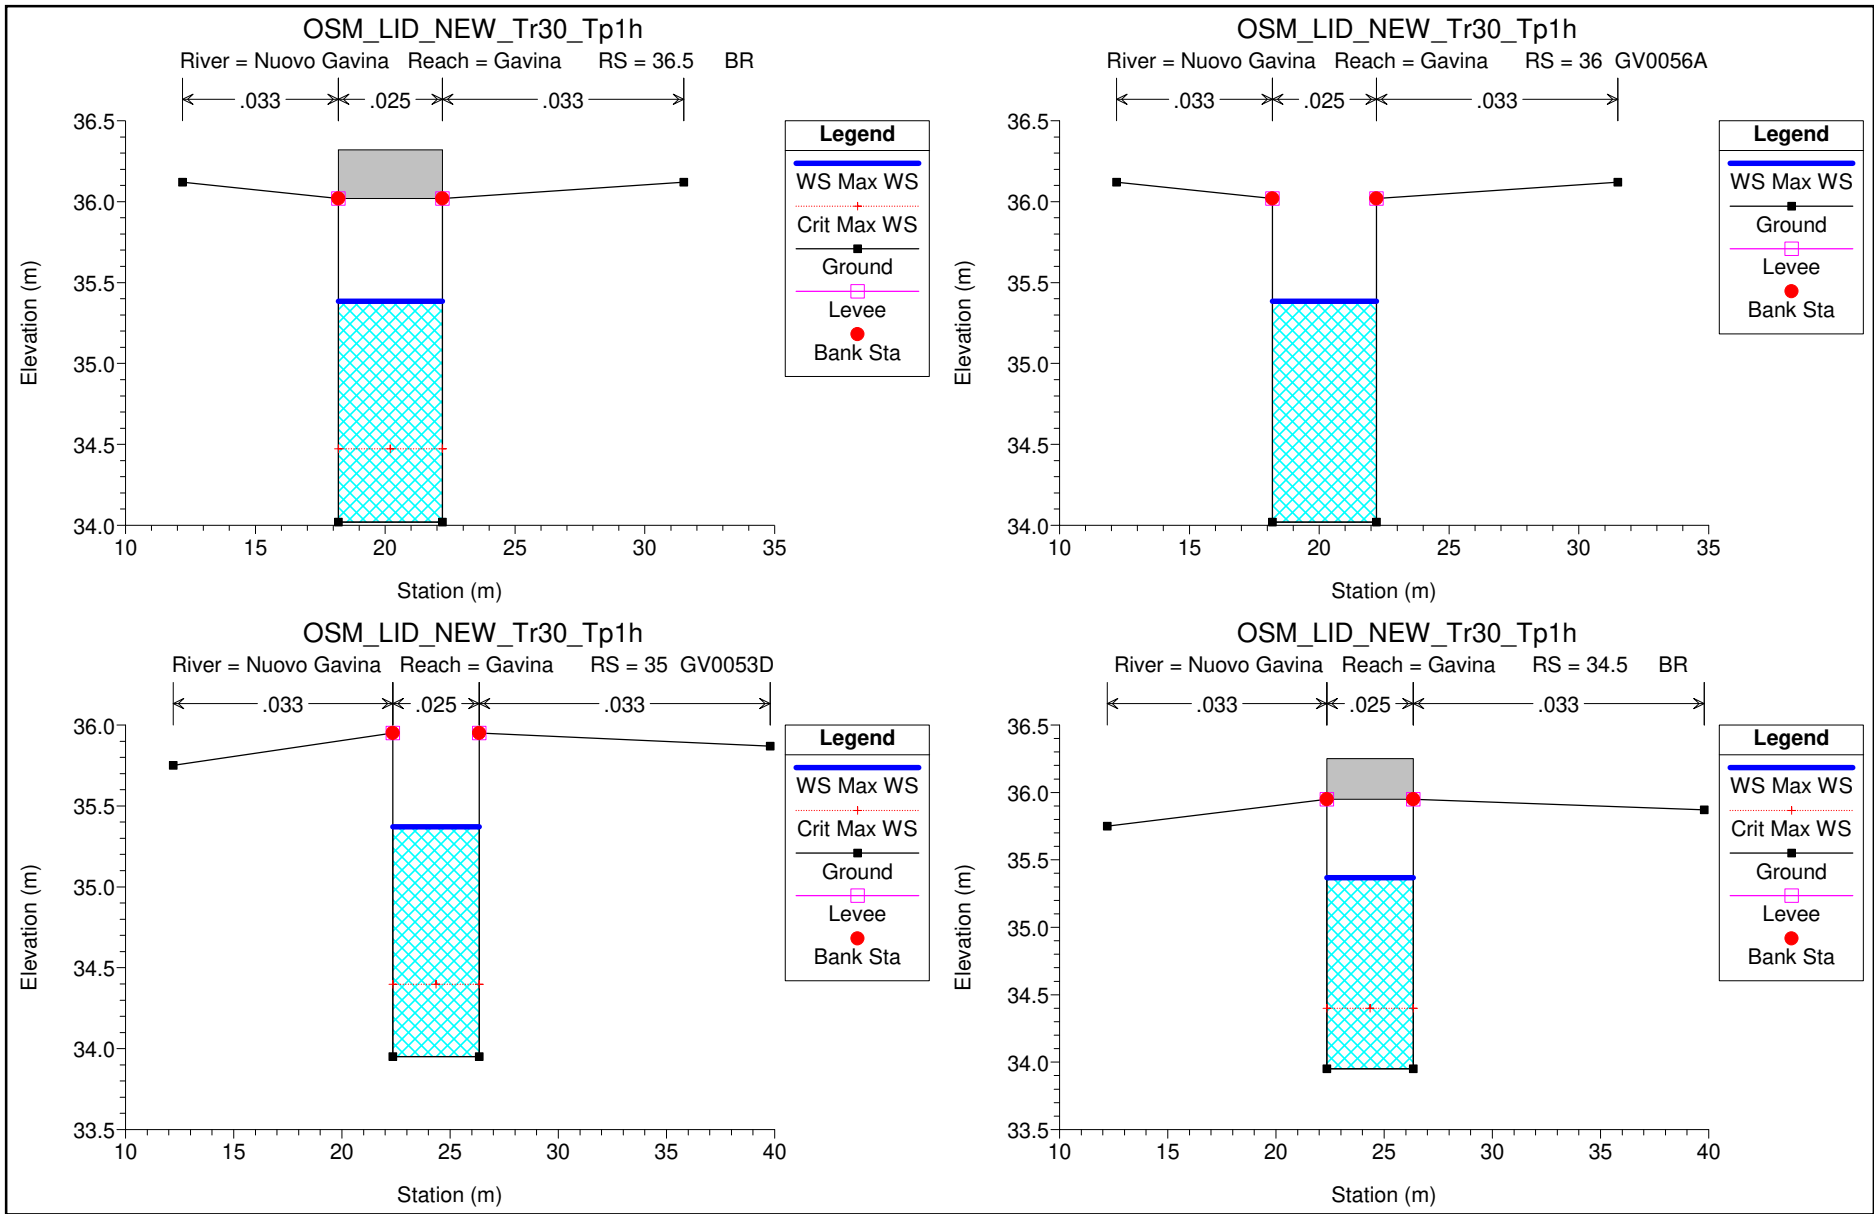 OSM_LID_NEW_Tr30_Tp1h
River = Nuovo Gavina Reach = Gavina RS = 36.5 BR
.033 .025 .033
36.5
36.0
35.5
35.0
34.5
34.0
Elevation (m)
10 15 20 25 30 35
Station (m)
Legend
WS Max WS
Crit Max WS
Ground
Levee
Bank Sta
OSM_LID_NEW_Tr30_Tp1h
River = Nuovo Gavina Reach = Gavina RS = 36 GV0056A
.033 .025 .033
36.5
36.0
35.5
35.0
34.5
34.0
Elevation (m)
10 15 20 25 30 35
Station (m)
Legend
WS Max WS
Ground
Levee
Bank Sta
OSM_LID_NEW_Tr30_Tp1h
River = Nuovo Gavina Reach = Gavina RS = 35 GV0053D
.033 .025 .033
36.0
35.5
35.0
34.5
34.0
33.5
Elevation (m)
10 15 20 25 30 35 40
Station (m)
Legend
WS Max WS
Crit Max WS
Ground
Levee
Bank Sta
OSM_LID_NEW_Tr30_Tp1h
River = Nuovo Gavina Reach = Gavina RS = 34.5 BR
.033 .025 .033
36.5
36.0
35.5
35.0
34.5
34.0
33.5
Elevation (m)
10 15 20 25 30 35 40
Station (m)
Legend
WS Max WS
Crit Max WS
Ground
Levee
Bank Sta